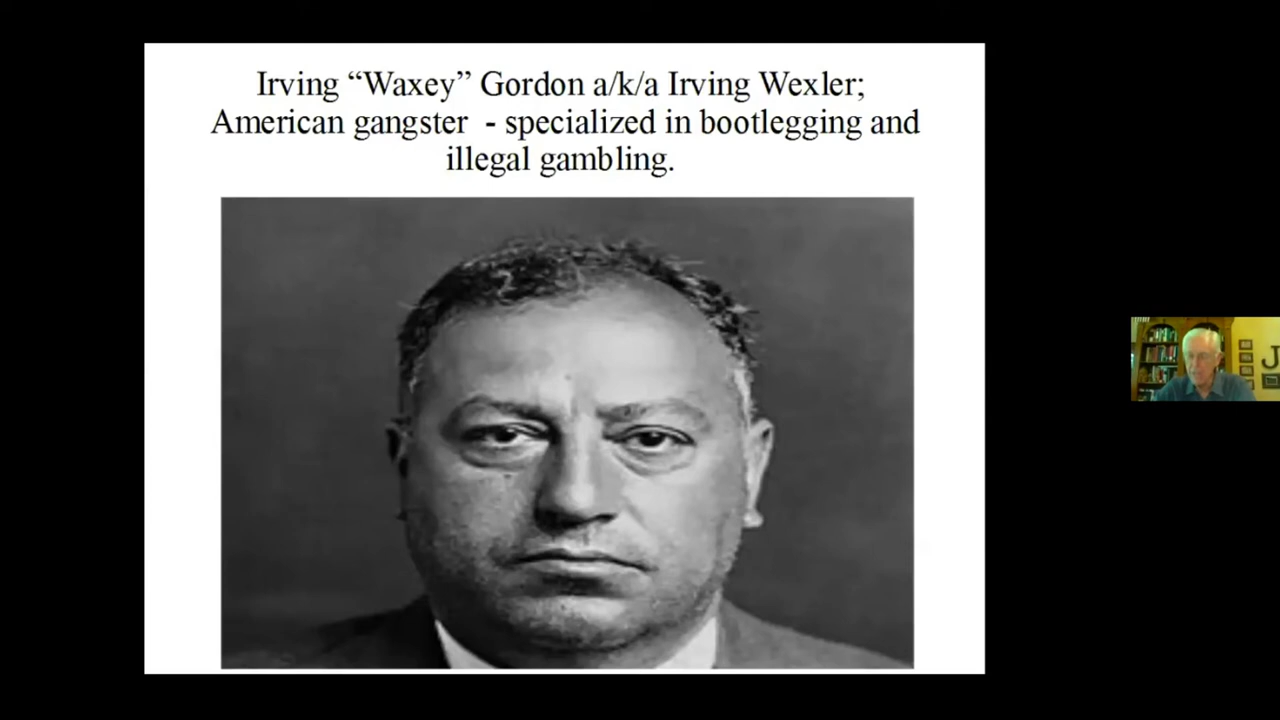 Irving “Waxey” Gordon a/k/a Irving Wexler;
American gangster - specialized in bootlegging and
illegal gambling.
J